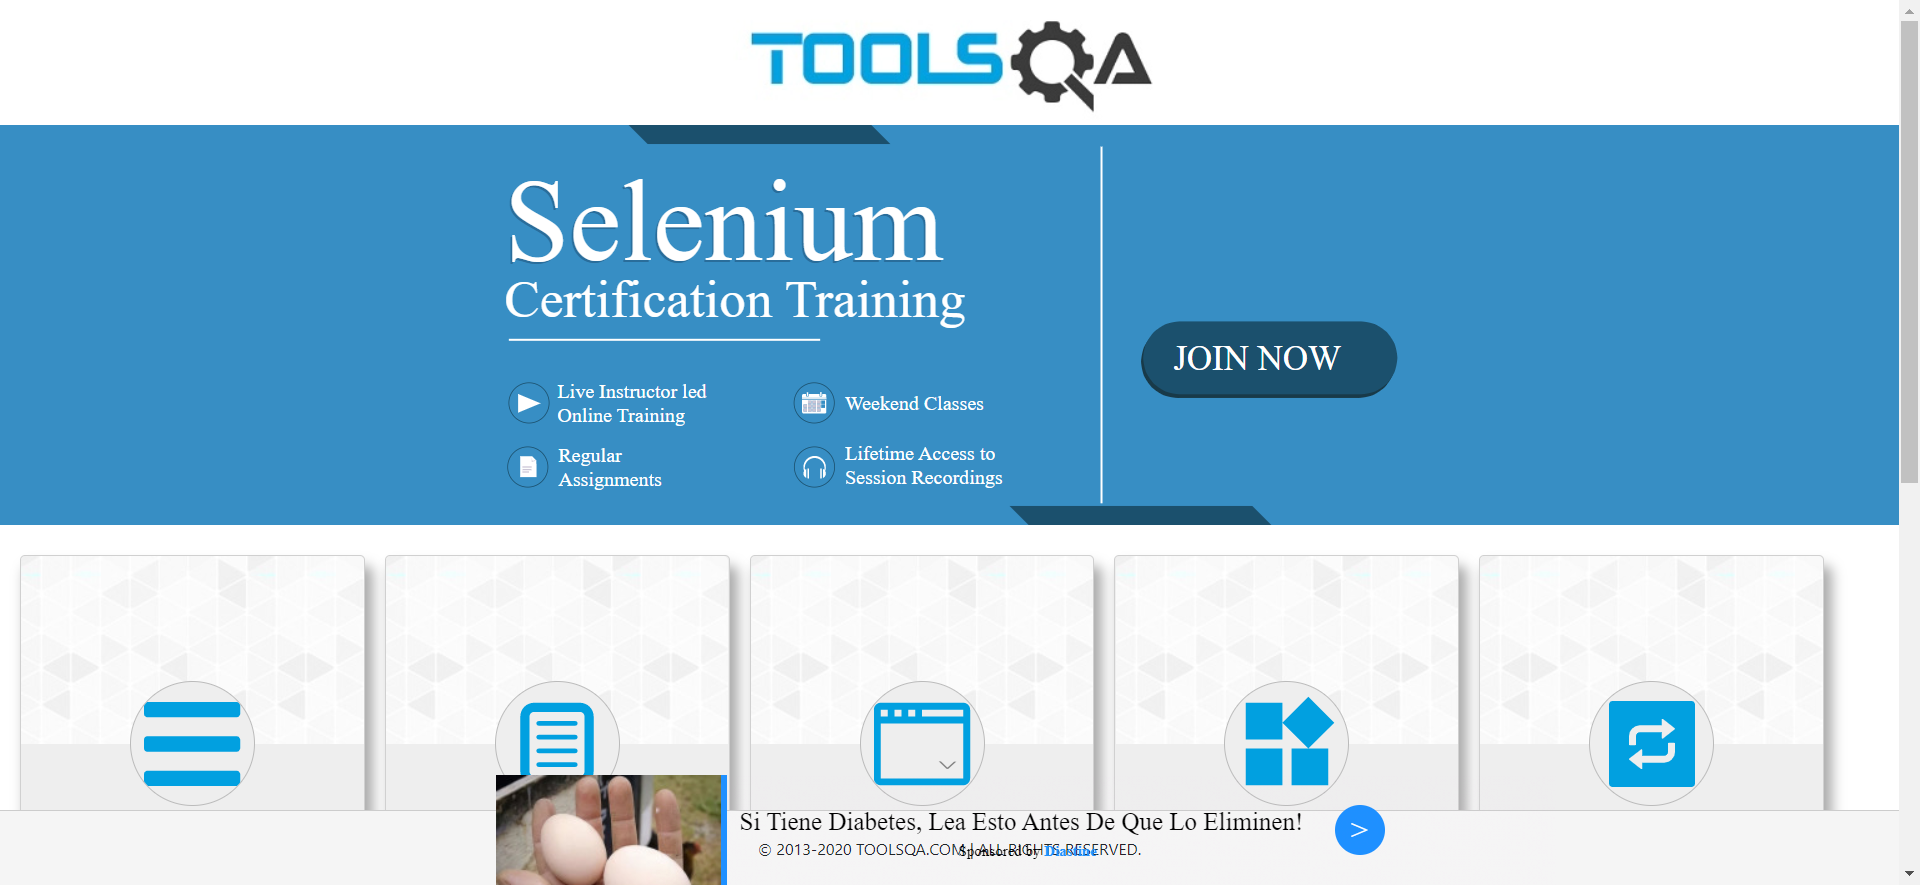 TOOLSQA
Selenium
Certification Training
JOIN NOW
Live Instructor led
Online Training
Weekend Classes
Regular
Assignments
Lifetime Access to
Session Recordings
Si Tiene Diabetes, Lea Esto Antes De Que Lo Eliminen!
>
© 2013-2020 TOOLSQA.COM | ALL RIGHTS RESERVED.
Sponsored by